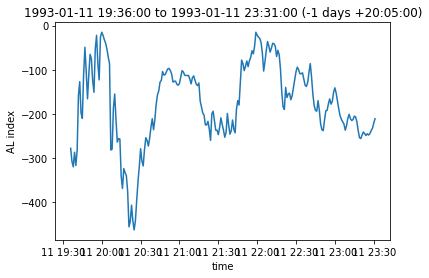 1993-01-11 19:36:00 to 1993-01-11 23:31:00 (-1 days +20:05:00)
0
−100
−200
−300
−400
AL index
11 19:30 11 20:00 11 20:30 11 21:00 11 21:30 11 22:00 11 22:30 11 23:00 11 23:30
time